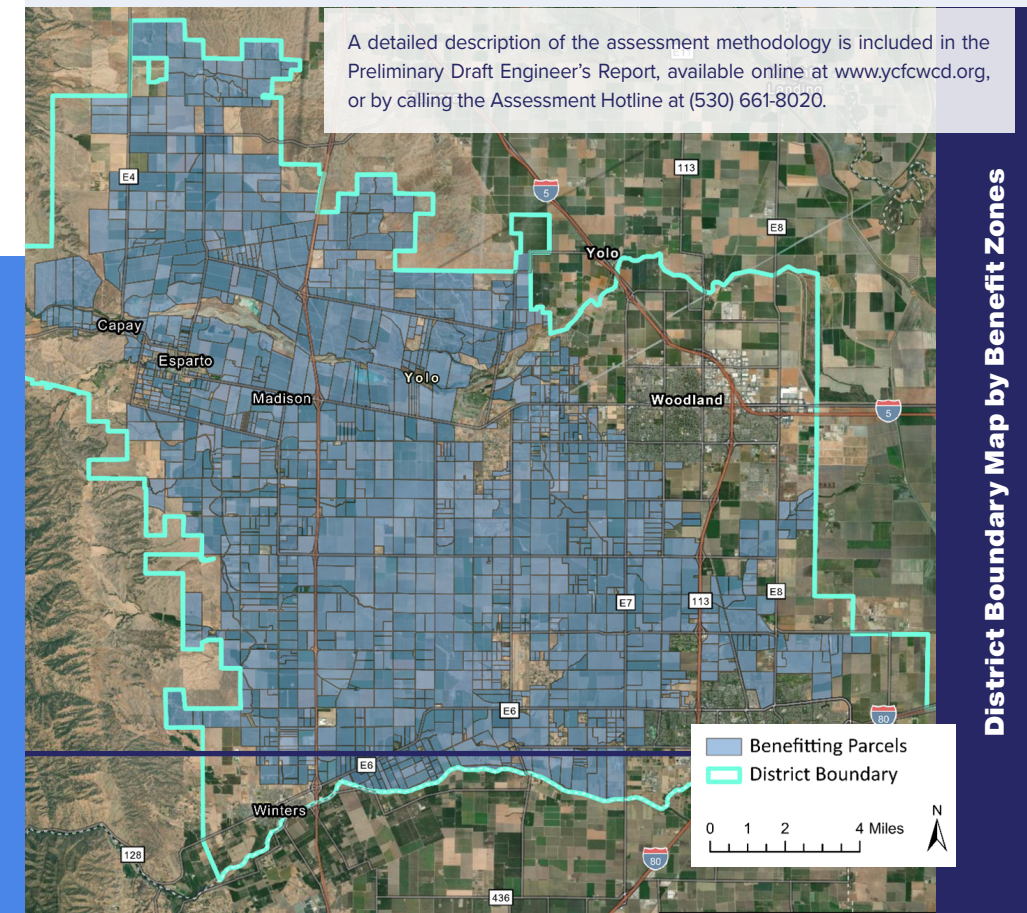 A detailed description of the assessment methodology is included in the
Preliminary Draft Engineer's Report, available online at www.ycfcwcd.org,
or by calling the Assessment Hotline at (530) 661-8020.
E4
113
5
E8
Yolo
Capay
Esparto
Yolo
Madison
Woodland
5
E7
113
E8
E6
80
E6
Winters
128
80
436
Benefitting Parcels
District Boundary
N
0 1 2 4 Miles
District Boundary Map by Benefit Zones